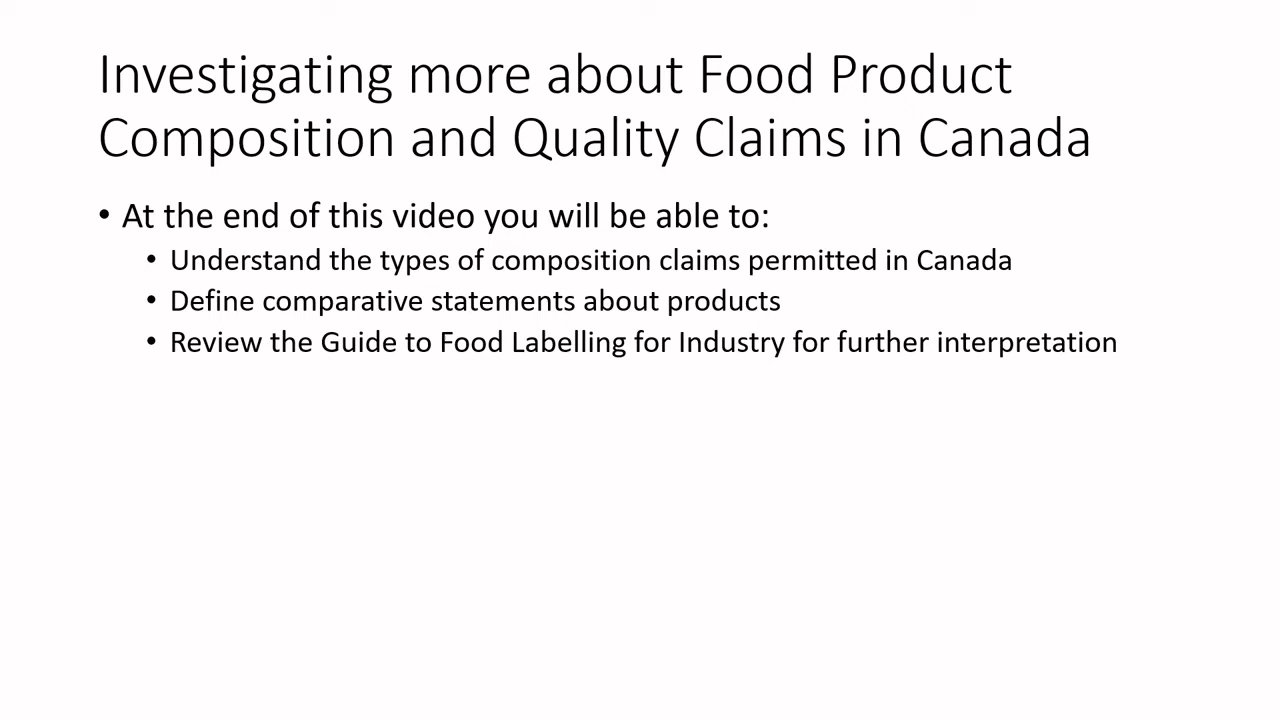 Investigating more about Food Product
Composition and Quality Claims in Canada
• At the end of this video you will be able to:
• Understand the types of composition claims permitted in Canada
• Define comparative statements about products
• Review the Guide to Food Labelling for Industry for further interpretation